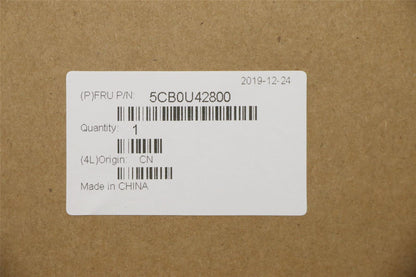 2019-12-24
(P)FRU P/N: 5CB0U42800
Quantity: 1
(4L)Origin: CN
Made in CHINA